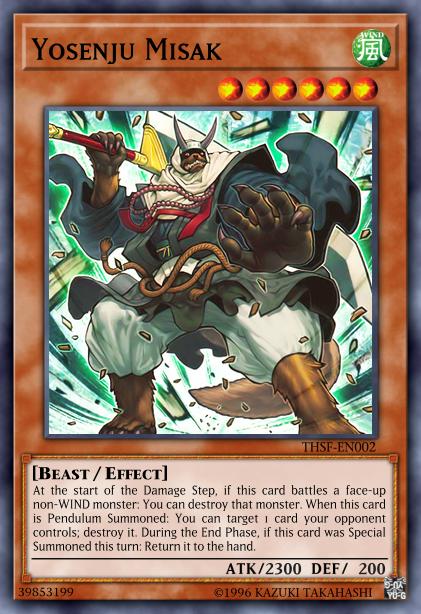 Yosenju Misak
WIND
風
THSF-EN002
[Beast / Effect]
At the start of the Damage Step, if this card battles a face-up
non-WIND monster: You can destroy that monster. When this card
is Pendulum Summoned: You can target 1 card your opponent
controls; destroy it. During the End Phase, if this card was Special
Summoned this turn: Return it to the hand.
ATK/2300 DEF/ 200
39853199
©1996 KAZUKI TAKAHASHI